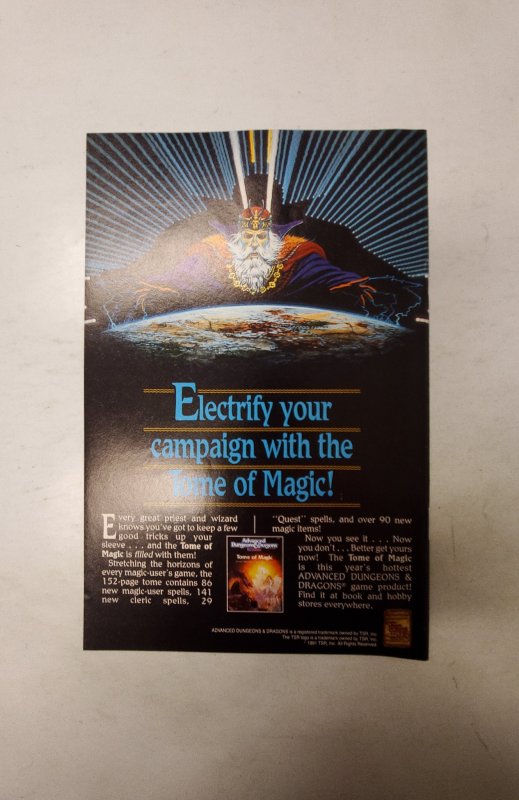 Electrify your
campaign with the
Tome of Magic!
Every great priest and wizard
knows you've got to keep a few
good tricks up your
sleeve . . . and the Tome of
Magic is filled with them!
Stretching the horizons of
every magic-user's game, the
152-page tome contains 86
new magic-user spells, 141
new cleric spells, 29
"Quest" spells, and over 90 new
magic items!
Now you see it . . . Now
you don't . . . Better get yours
now! The Tome of Magic
is this year's hottest
ADVANCED DUNGEONS &
DRAGONS® game product!
Find it at book and hobby
stores everywhere.
Advanced
Dungeons & Dragons
Tome of Magic
ADVANCED DUNGEONS & DRAGONS is a registered trademark owned by TSR, Inc.
The TSR logo is a trademark owned by TSR, Inc.
1991 TSR, Inc. All Rights Reserved.